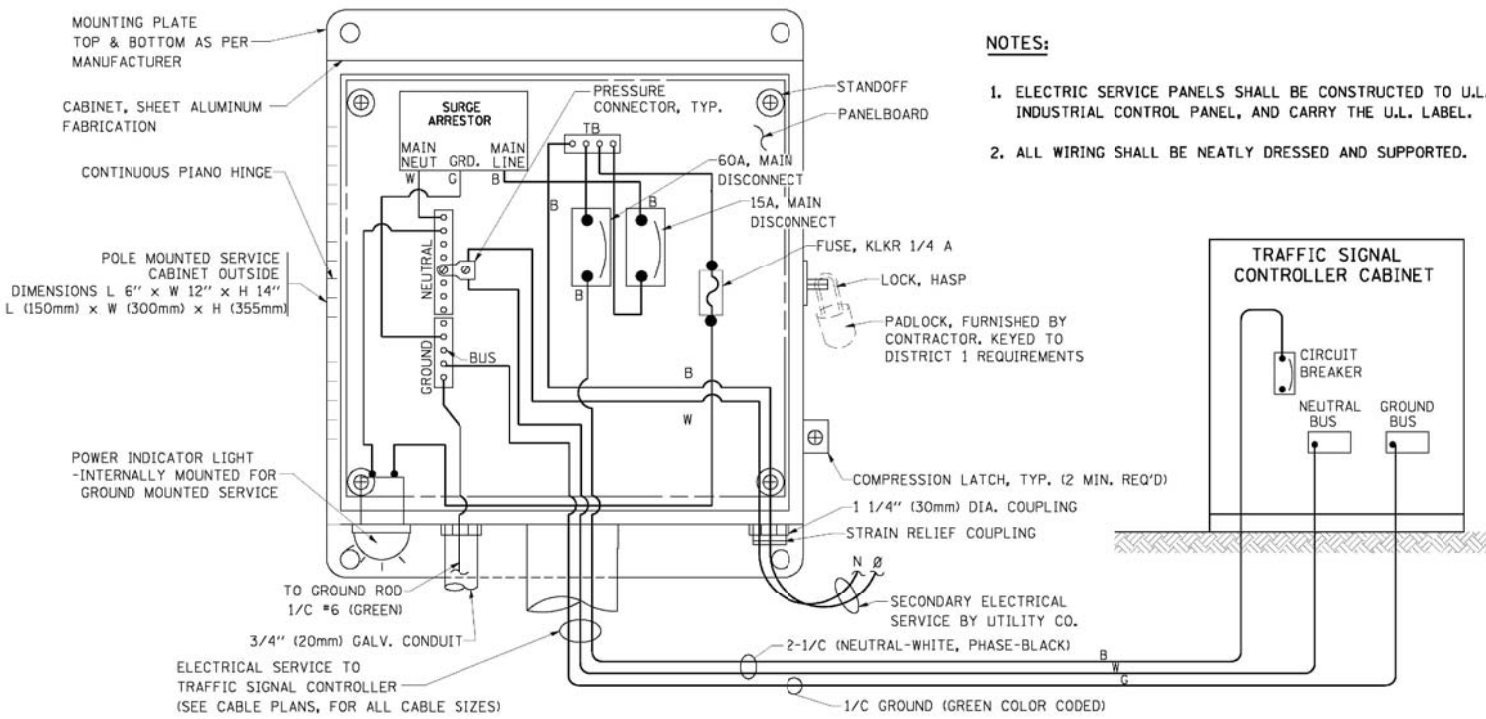 MOUNTING PLATE
TOP & BOTTOM AS PER
MANUFACTURER
CABINET, SHEET ALUMINUM
FABRICATION
CONTINUOUS PIANO HINGE
POLE MOUNTED SERVICE
CABINET OUTSIDE
DIMENSIONS L 6" x W 12" x H 14"
L (150mm) x W (300mm) x H (355mm)
POWER INDICATOR LIGHT
-INTERNALLY MOUNTED FOR
GROUND MOUNTED SERVICE
TO GROUND ROD
1/C #6 (GREEN)
3/4" (20mm) GALV. CONDUIT
ELECTRICAL SERVICE TO
TRAFFIC SIGNAL CONTROLLER
(SEE CABLE PLANS, FOR ALL CABLE SIZES)
SURGE
ARRESTOR
MAIN
NEUT
GRD.
MAIN
LINE
W
G
B
PRESSURE
CONNECTOR, TYP.
TB
NEUTRAL
GROUND
BUS
B
B
B
B
W
STANDOFF
PANELBOARD
60A, MAIN
DISCONNECT
15A, MAIN
DISCONNECT
FUSE, KLKR 1/4 A
LOCK, HASP
PADLOCK, FURNISHED BY
CONTRACTOR. KEYED TO
DISTRICT 1 REQUIREMENTS
COMPRESSION LATCH, TYP. (2 MIN. REQ'D)
1 1/4" (30mm) DIA. COUPLING
STRAIN RELIEF COUPLING
N Ø
SECONDARY ELECTRICAL
SERVICE BY UTILITY CO.
2-1/C (NEUTRAL-WHITE, PHASE-BLACK)
B
W
G
1/C GROUND (GREEN COLOR CODED)
NOTES:
1. ELECTRIC SERVICE PANELS SHALL BE CONSTRUCTED TO U.L.
INDUSTRIAL CONTROL PANEL, AND CARRY THE U.L. LABEL.
2. ALL WIRING SHALL BE NEATLY DRESSED AND SUPPORTED.
TRAFFIC SIGNAL
CONTROLLER CABINET
CIRCUIT
BREAKER
NEUTRAL
BUS
GROUND
BUS